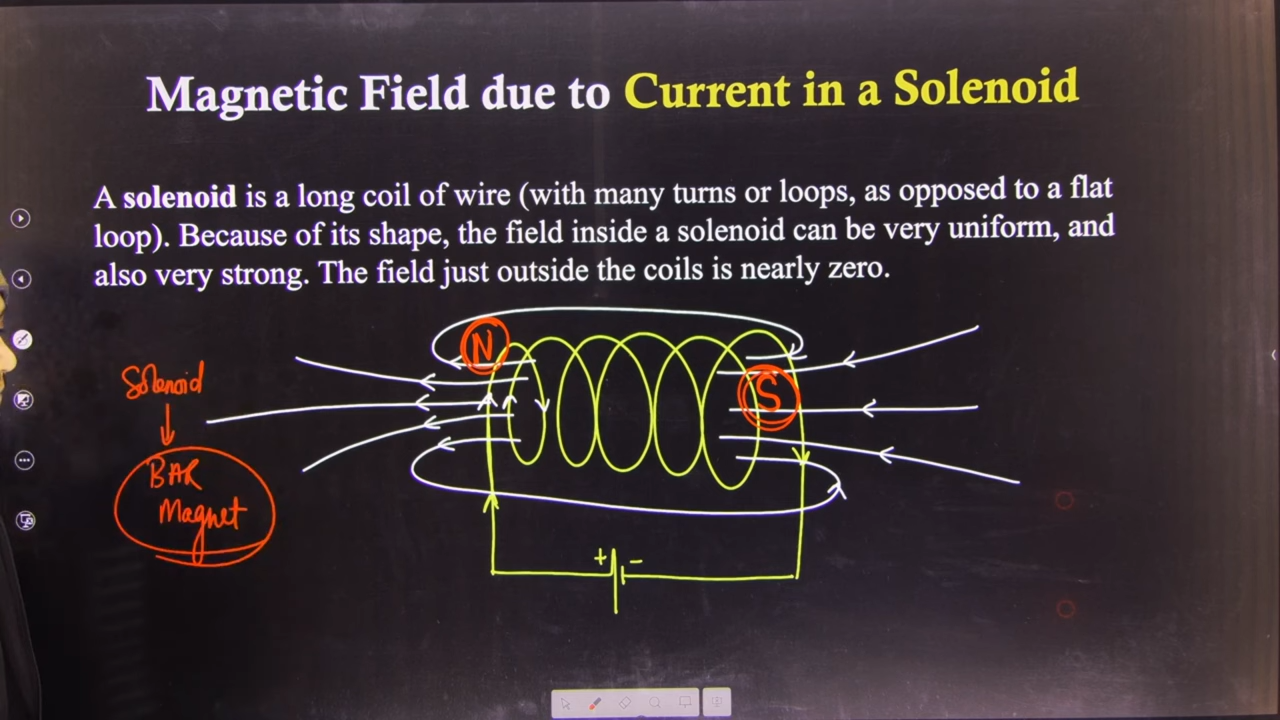 Magnetic Field due to Current in a Solenoid
A solenoid is a long coil of wire (with many turns or loops, as opposed to a flat
loop). Because of its shape, the field inside a solenoid can be very uniform, and
also very strong. The field just outside the coils is nearly zero.
N
S
Solenoid
BAR
Magnet
+ -